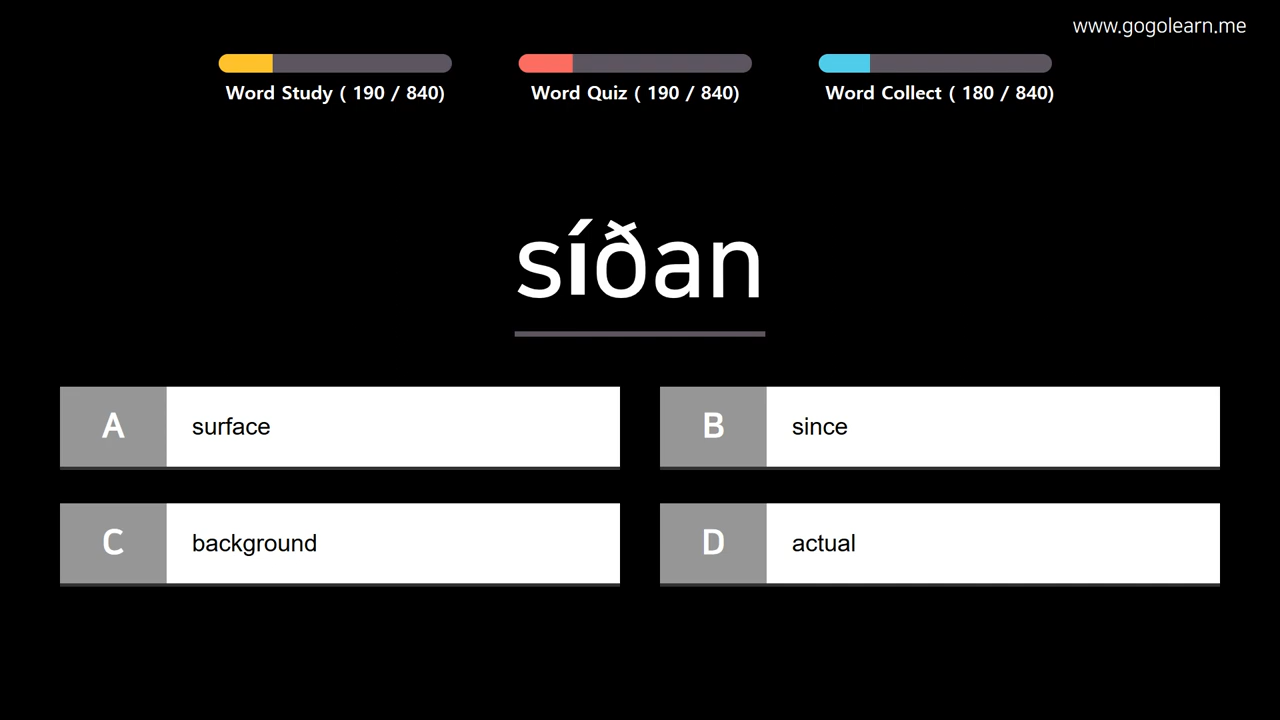 www.gogolearn.me
Word Study ( 190 / 840)
Word Quiz ( 190 / 840)
Word Collect ( 180 / 840)
síðan
A surface
B since
C background
D actual